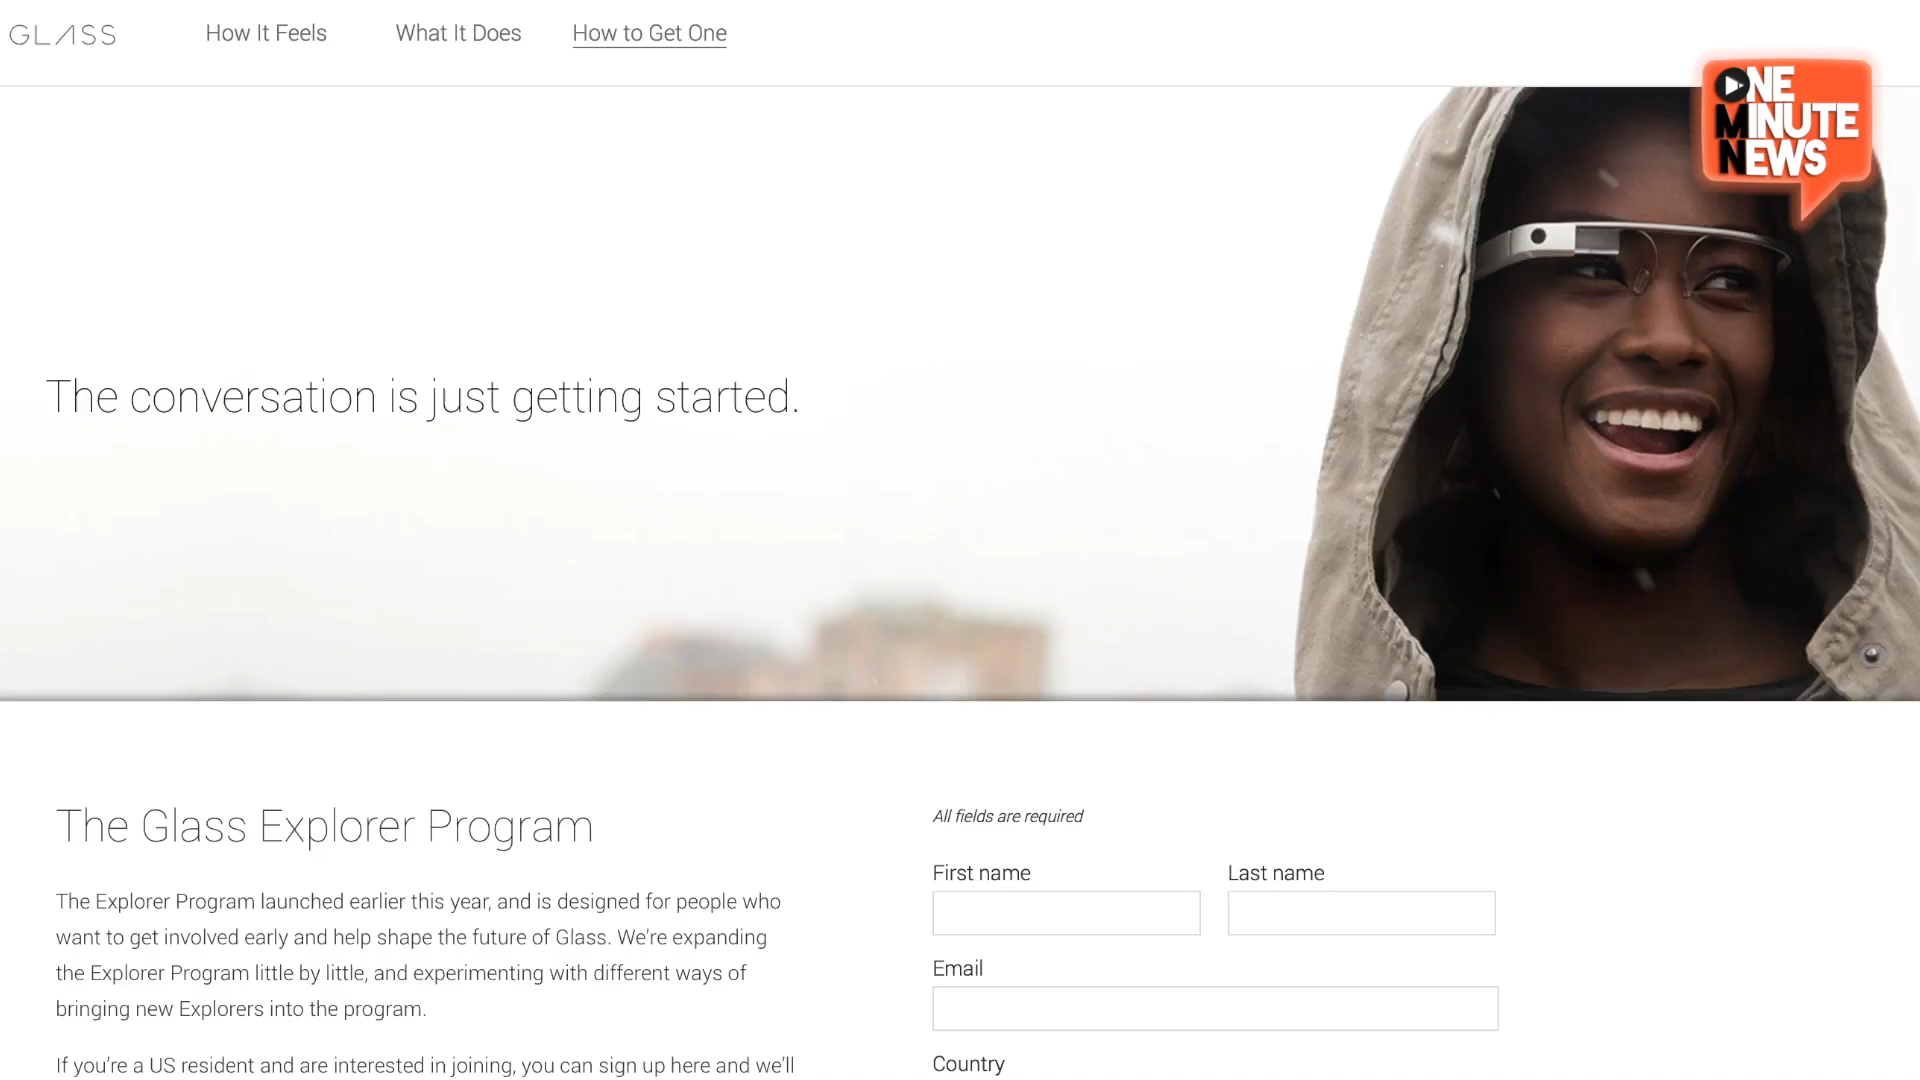 GLASS
How It Feels
What It Does
How to Get One
ONE
MINUTE
NEWS
The conversation is just getting started.
The Glass Explorer Program
The Explorer Program launched earlier this year, and is designed for people who
want to get involved early and help shape the future of Glass. We're expanding
the Explorer Program little by little, and experimenting with different ways of
bringing new Explorers into the program.
If you're a US resident and are interested in joining, you can sign up here and we'll
All fields are required
First name
Last name
Email
Country